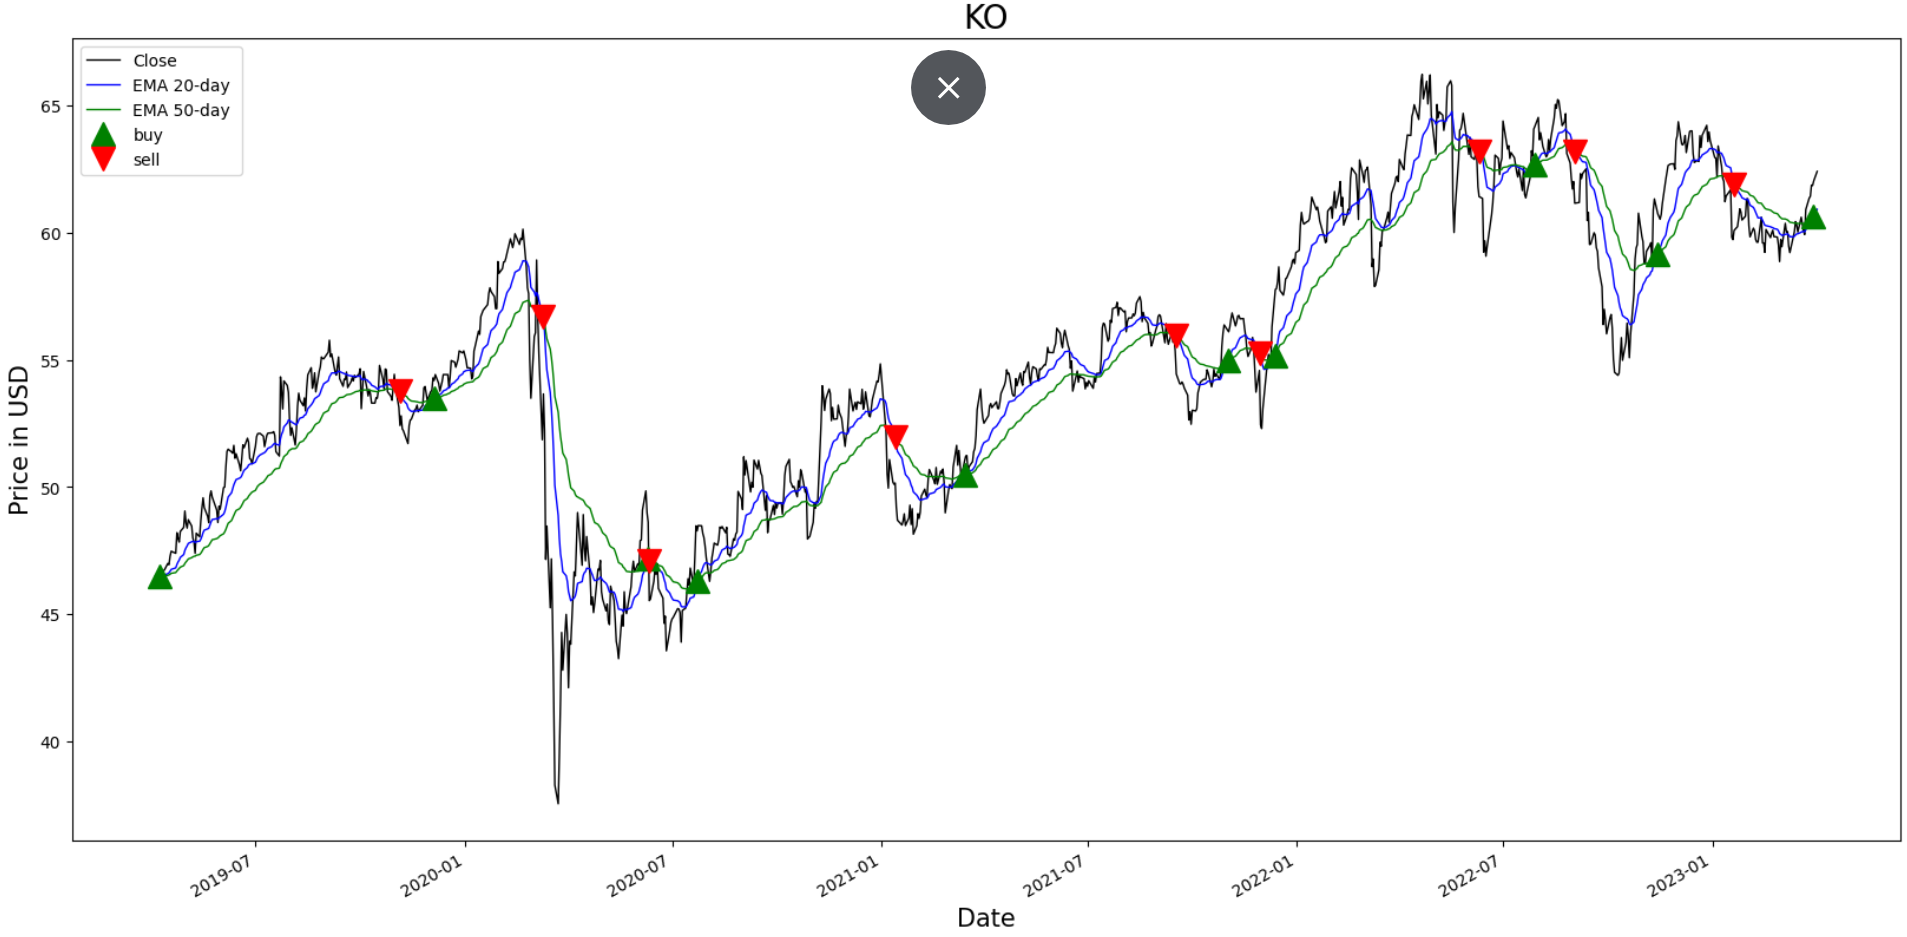 KO
Close
EMA 20-day
EMA 50-day
buy
sell
65
60
55
50
45
40
Price in USD
2019-07
2020-01
2020-07
2021-01
2021-07
2022-01
2022-07
2023-01
Date